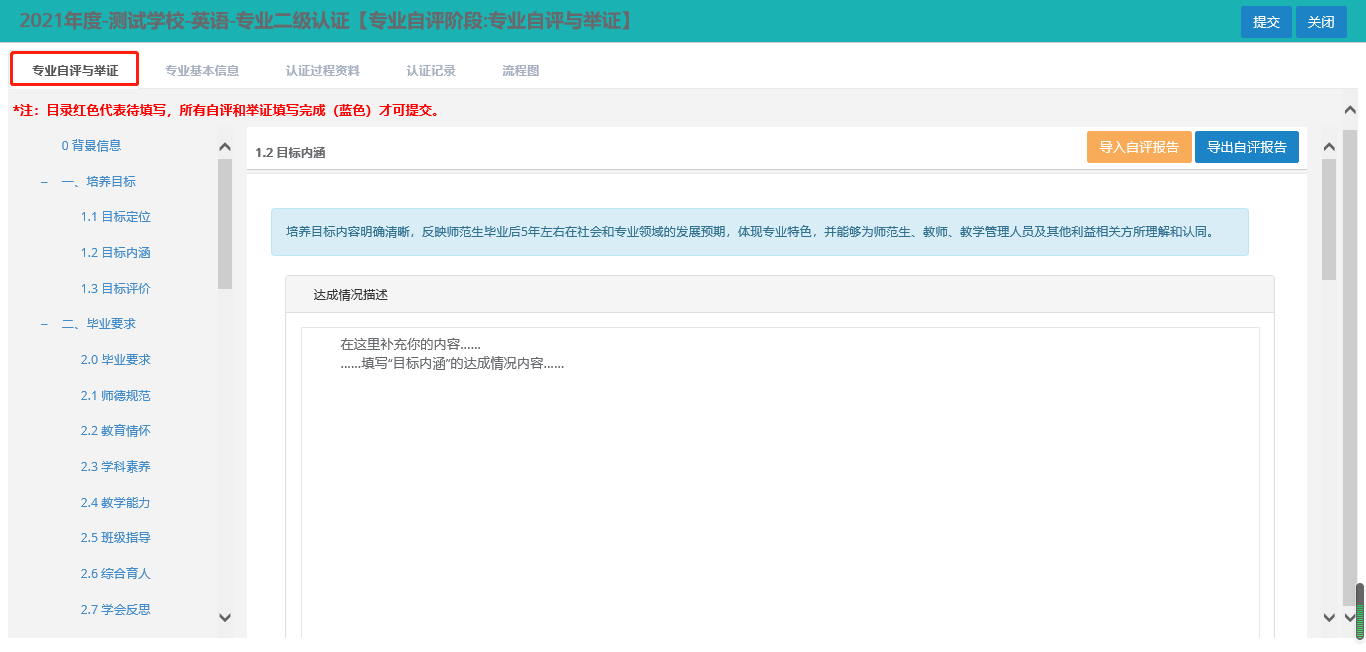 2021年度-测试学校-英语-专业二级认证【专业自评阶段:专业自评与举证】
提交 关闭
专业自评与举证 专业基本信息 认证过程资料 认证记录 流程图
*注：目录红色代表待填写，所有自评和举证填写完成（蓝色）才可提交。
0 背景信息
− 一、培养目标
1.1 目标定位
1.2 目标内涵
1.3 目标评价
− 二、毕业要求
2.0 毕业要求
2.1 师德规范
2.2 教育情怀
2.3 学科素养
2.4 教学能力
2.5 班级指导
2.6 综合育人
2.7 学会反思
1.2 目标内涵
导入自评报告 导出自评报告
培养目标内容明确清晰，反映师范生毕业后5年左右在社会和专业领域的发展预期，体现专业特色，并能够为师范生、教师、教学管理人员及其他利益相关方所理解和认同。
达成情况描述
在这里补充你的内容……
……填写“目标内涵”的达成情况内容……